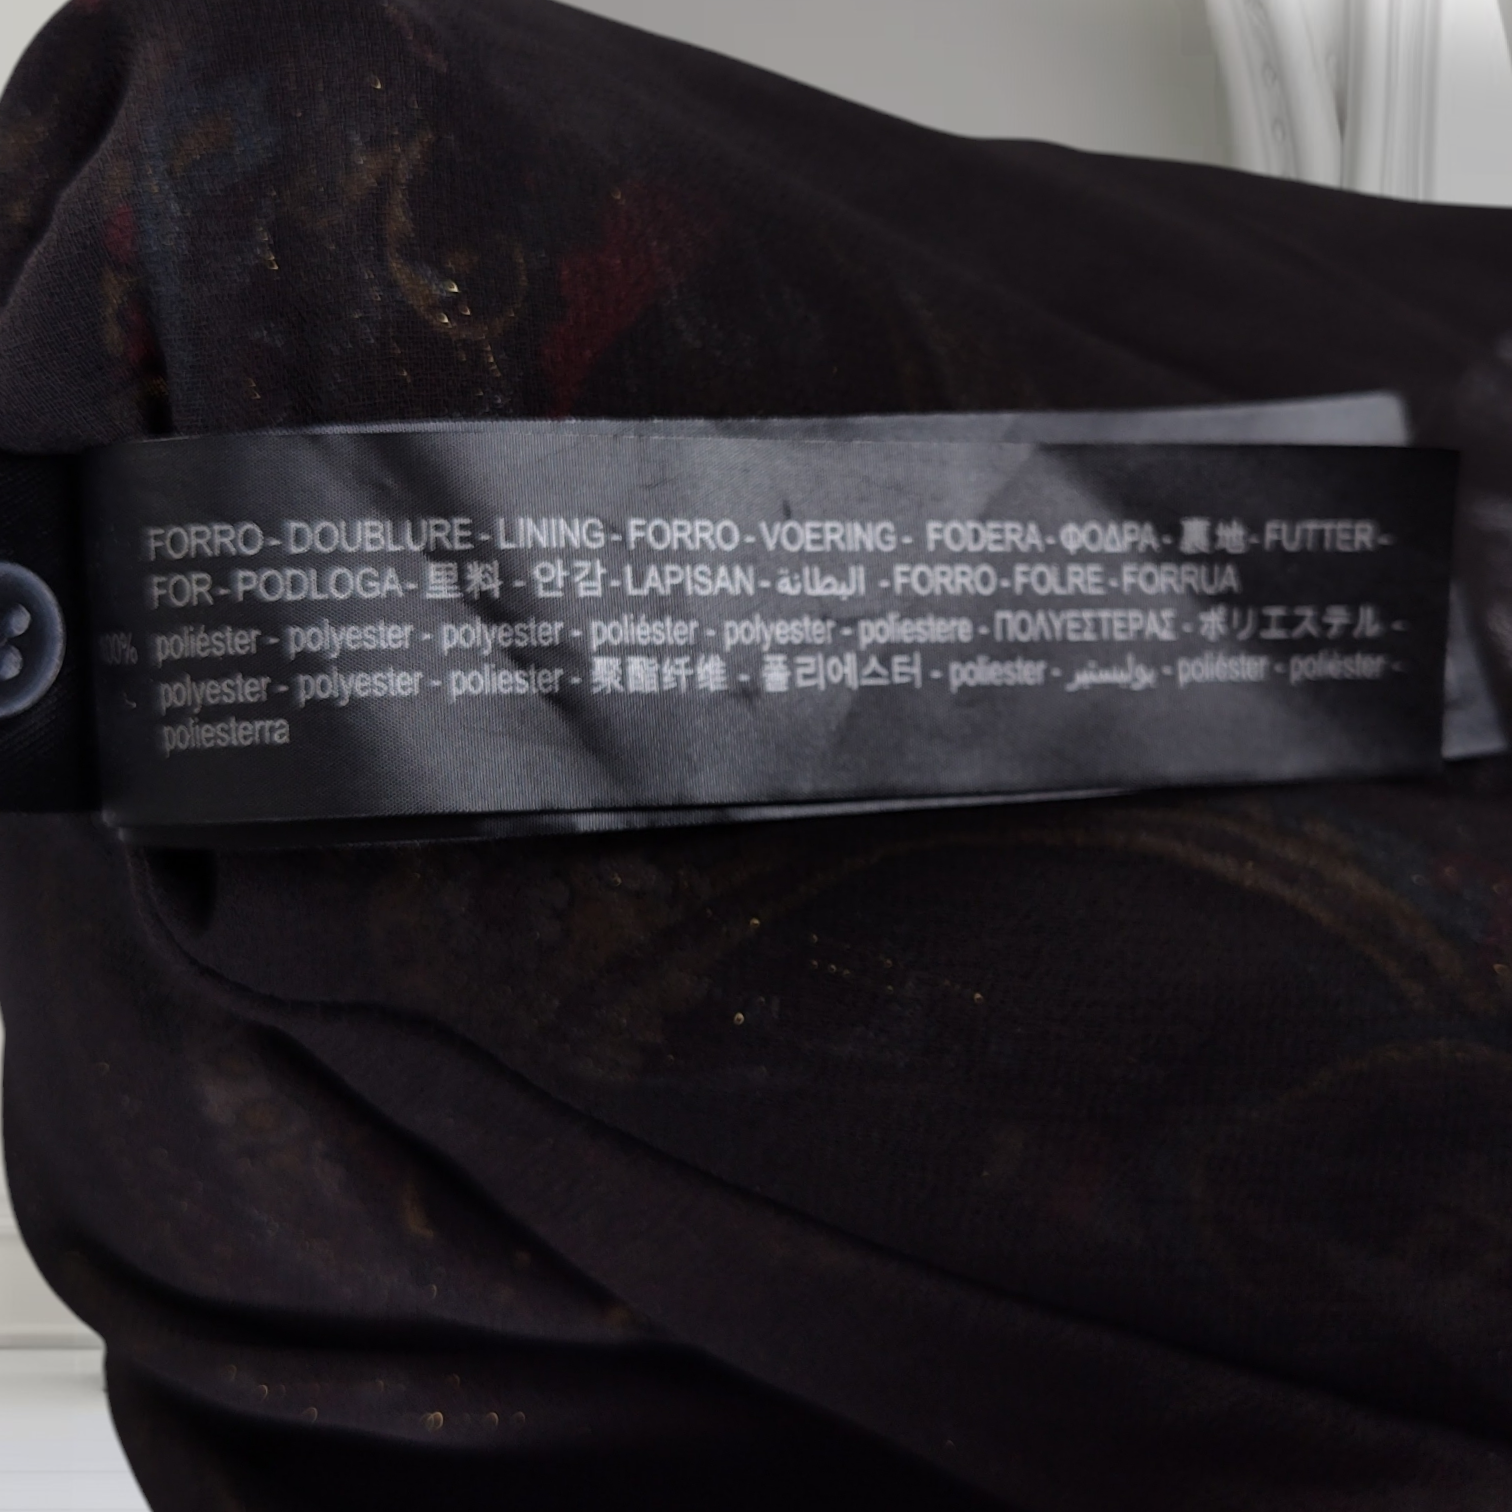 FORRO-DOUBLURE-LINING-FORRO-VOERING- FODERA-ΦΟΔΡΑ-裏地-FUTTER-
FOR-PODLOGA-里料-안감-LAPISAN-البطانة-FORRO-FOLRE-FORRUA
100% poliéster - polyester - polyester - poliéster - polyester - poliestere - ΠΟΛΥΕΣΤΕΡΑΣ - ポリエステル -
polyester - polyester - poliester - 聚酯纤维 - 폴리에스터 - poliester - بوليستير - poliéster - polièster -
poliesterra